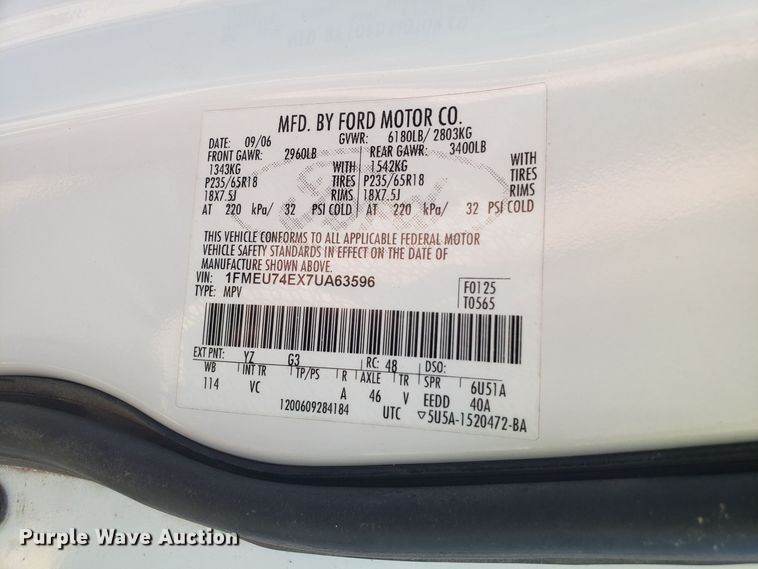 MFD. BY FORD MOTOR CO.
DATE: 09/06 GVWR: 6180LB/ 2803KG
FRONT GAWR: 2960LB REAR GAWR: 3400LB
1343KG WITH 1542KG WITH
P235/65R18 TIRES P235/65R18 TIRES
18X7.5J RIMS 18X7.5J RIMS
AT 220 kPa/ 32 PSI COLD AT 220 kPa/ 32 PSI COLD
THIS VEHICLE CONFORMS TO ALL APPLICABLE FEDERAL MOTOR
VEHICLE SAFETY STANDARDS IN EFFECT ON THE DATE OF
MANUFACTURE SHOWN ABOVE.
VIN: 1FMEU74EX7UA63596 F0125
TYPE: MPV T0565
EXT PNT: YZ G3 RC: 48 DSO:
WB INT TR TP/PS R AXLE TR SPR 6U51A
114 VC A 46 V EEDD 40A
1200609284184 UTC ▽5U5A-1520472-BA
Purple Wave Auction